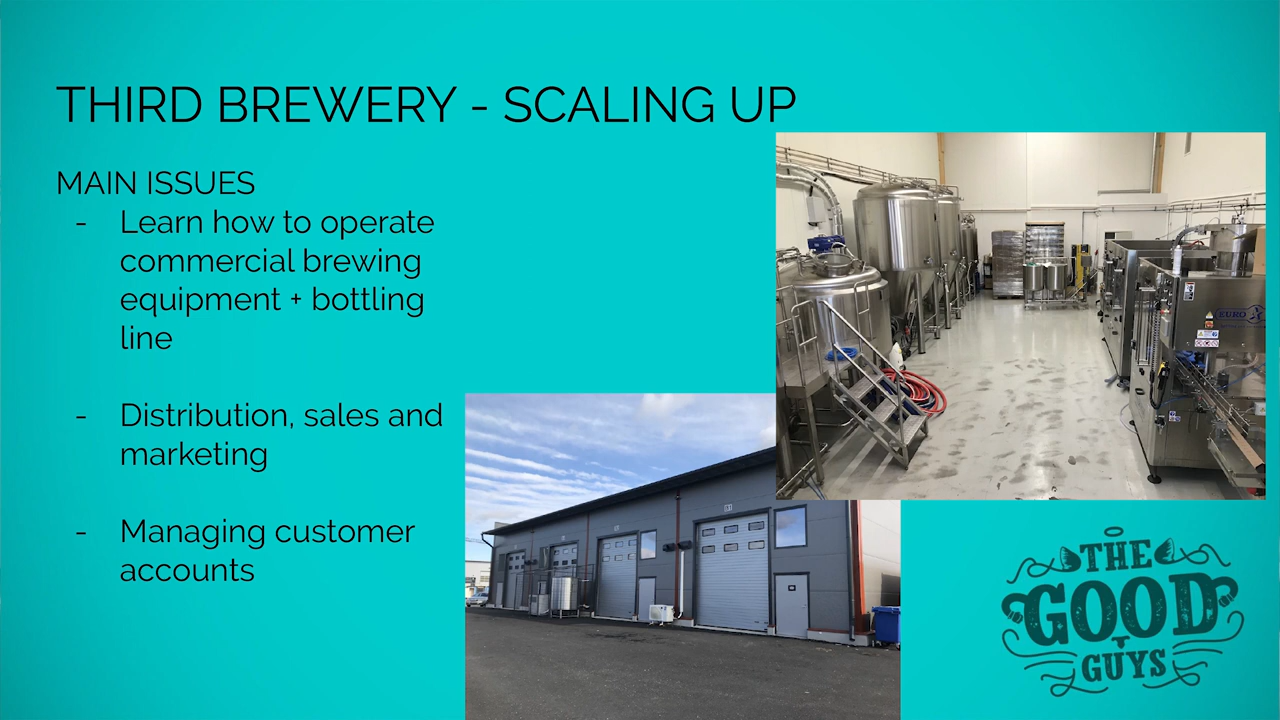 THIRD BREWERY - SCALING UP
MAIN ISSUES
- Learn how to operate
commercial brewing
equipment + bottling
line
- Distribution, sales and
marketing
- Managing customer
accounts
EURO
THE
GOOD
GUYS